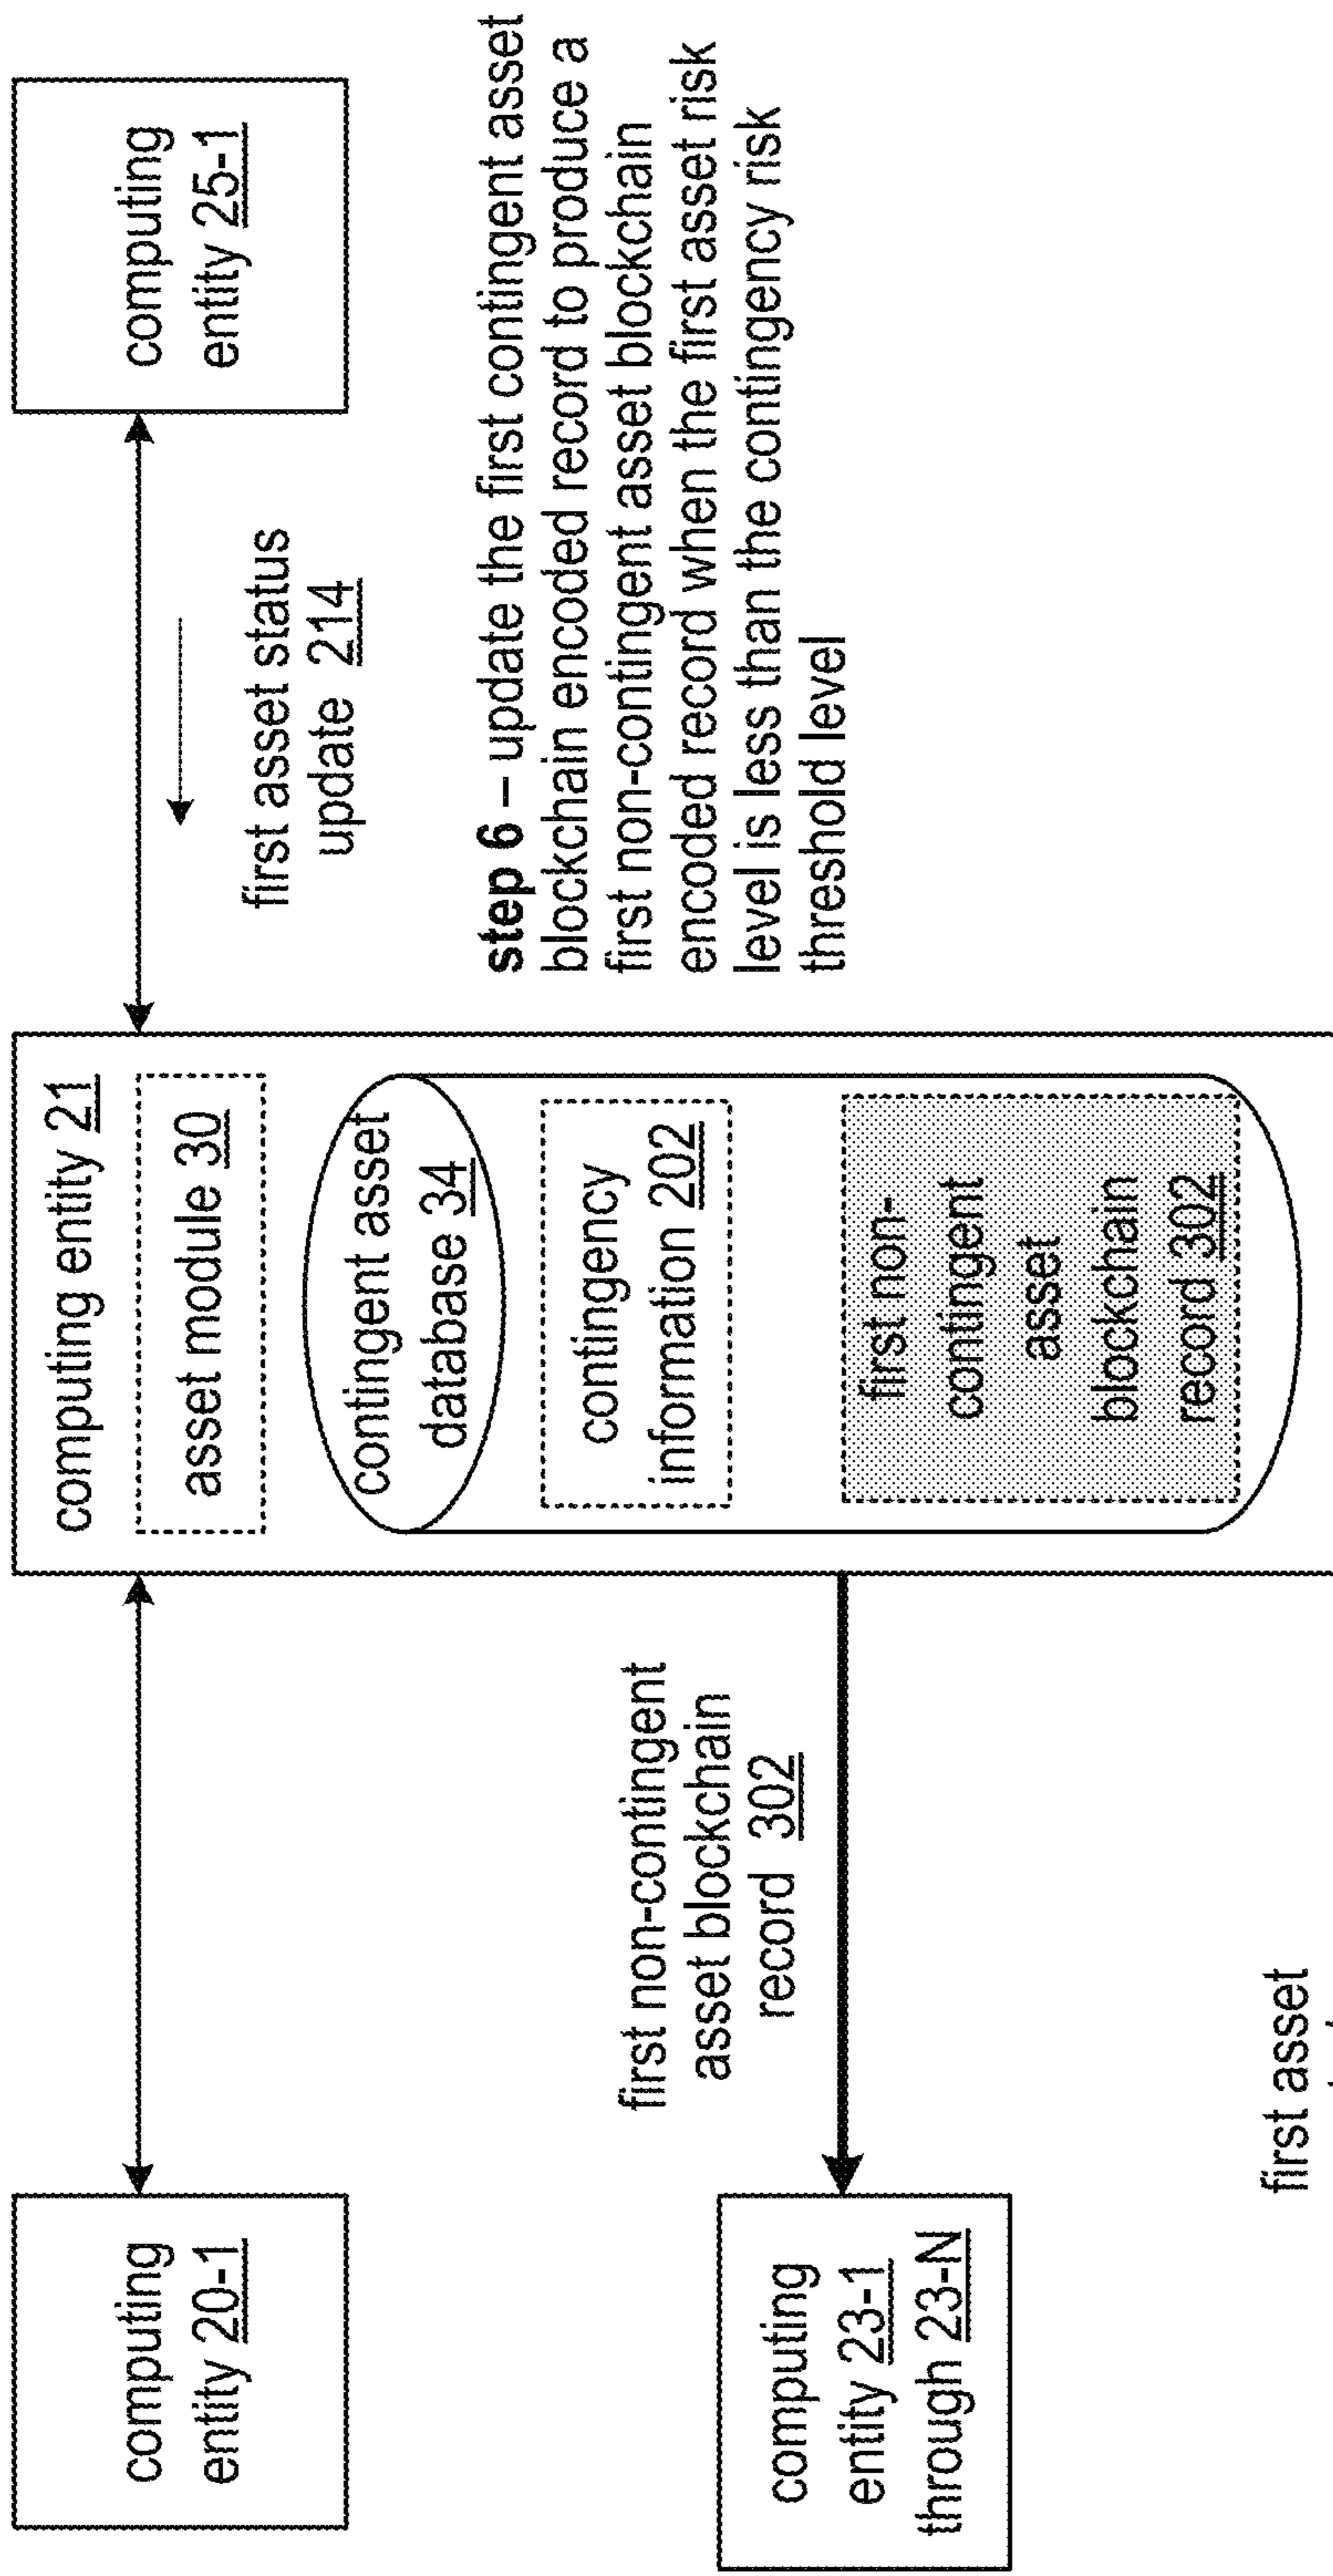 computing
entity 20-1
computing entity 21
asset module 30
contingent asset
database 34
contingency
information 202
first non-
contingent
asset
blockchain
record 302
computing
entity 25-1
first asset status
update 214
step 6 – update the first contingent asset
blockchain encoded record to produce a
first non-contingent asset blockchain
encoded record when the first asset risk
level is less than the contingency risk
threshold level
first non-contingent
asset blockchain
record 302
computing
entity 23-1
through 23-N
first asset